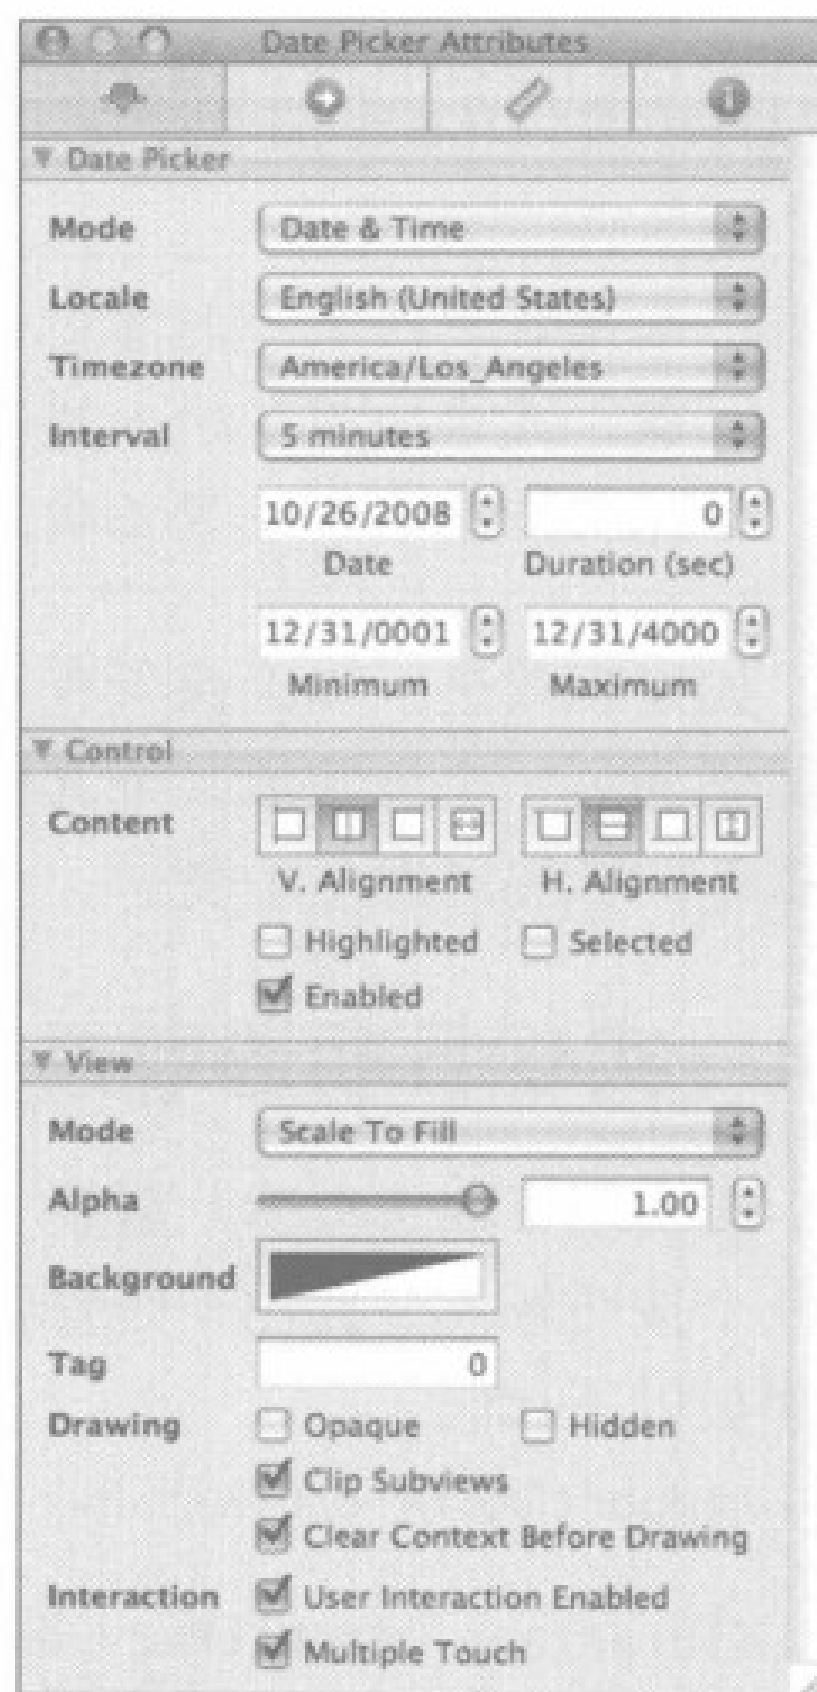 Date Picker Attributes
Date Picker
Mode Date & Time
Locale English (United States)
Timezone America/Los_Angeles
Interval 5 minutes
10/26/2008 0
Date Duration (sec)
12/31/0001 12/31/4000
Minimum Maximum
Control
Content
V. Alignment H. Alignment
Highlighted Selected
Enabled
View
Mode Scale To Fill
Alpha 1.00
Background
Tag 0
Drawing Opaque Hidden
Clip Subviews
Clear Context Before Drawing
Interaction User Interaction Enabled
Multiple Touch